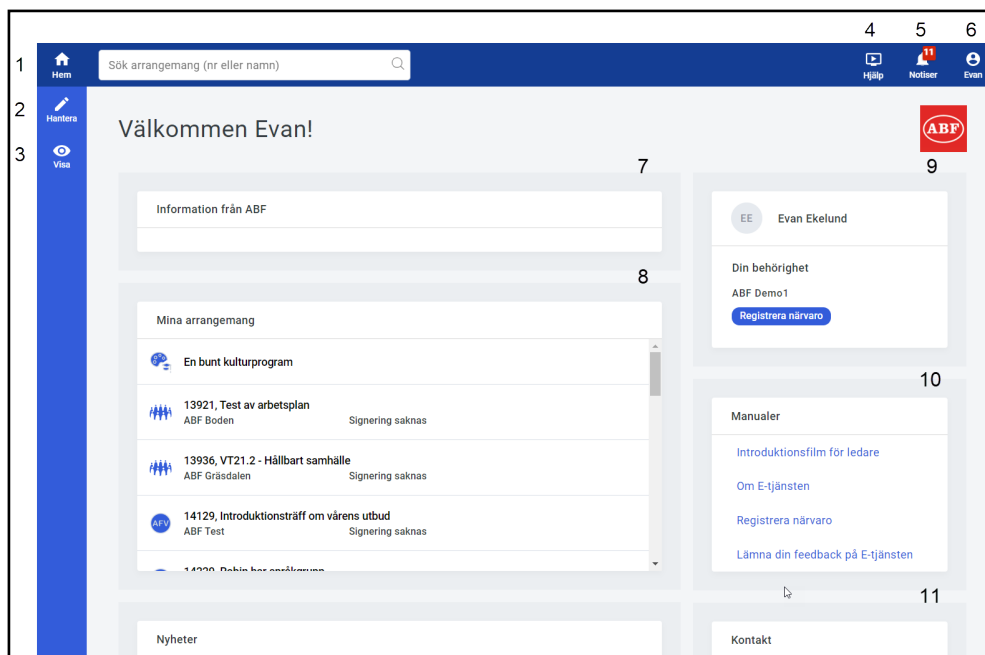 4 5 6
1 Hem Sök arrangemang (nr eller namn) Hjälp 11 Notiser Evan
2 Hantera
Välkommen Evan! ABF
3 Visa
7 9
Information från ABF
EE Evan Ekelund
Din behörighet
ABF Demo1
Registrera närvaro
8
Mina arrangemang
En bunt kulturprogram
13921, Test av arbetsplan
ABF Boden Signering saknas
13936, VT21.2 - Hållbart samhälle
ABF Gräsdalen Signering saknas
AFV 14129, Introduktionsträff om vårens utbud
ABF Test Signering saknas
10
Manualer
Introduktionsfilm för ledare
Om E-tjänsten
Registrera närvaro
Lämna din feedback på E-tjänsten
11
Nyheter
Kontakt